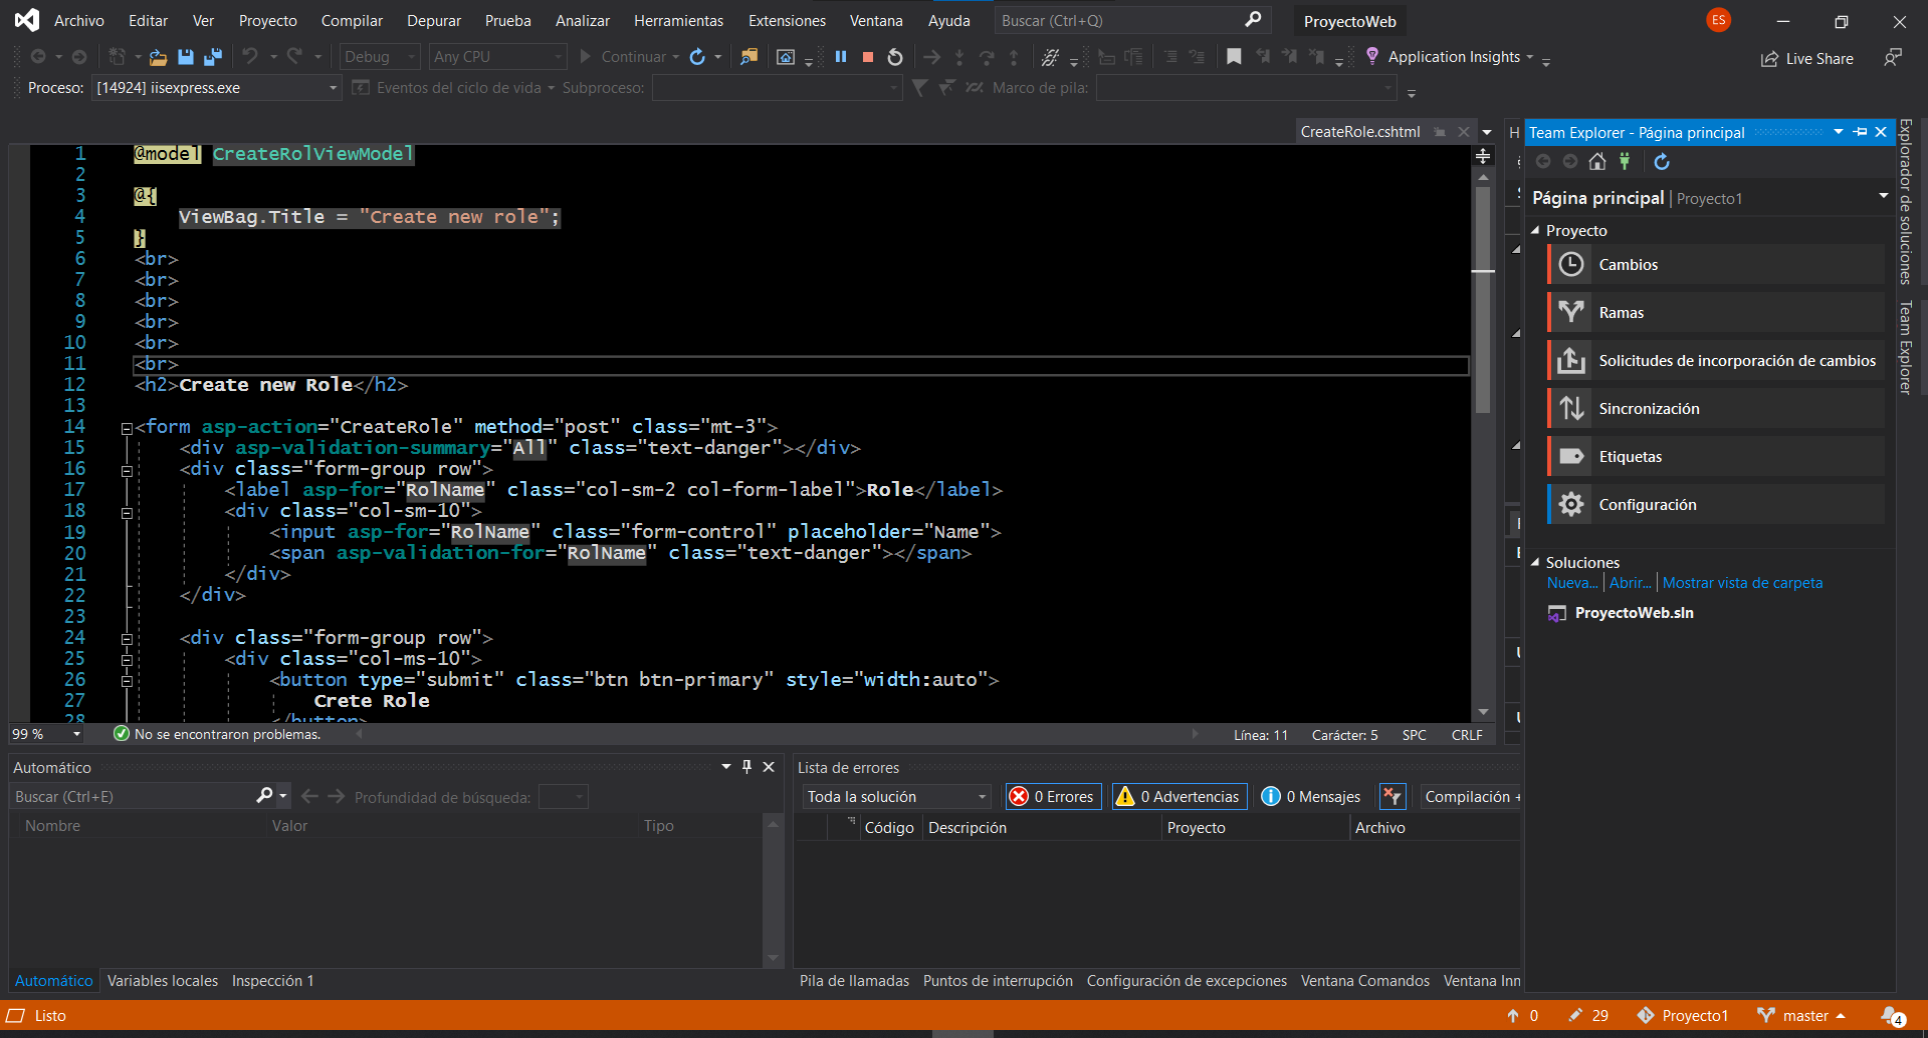 Archivo Editar Ver Proyecto Compilar Depurar Prueba Analizar Herramientas Extensiones Ventana Ayuda Buscar (Ctrl+Q) ProyectoWeb ES
Debug Any CPU Continuar Application Insights Live Share
Proceso: [14924] iisexpress.exe Eventos del ciclo de vida Subproceso: Marco de pila:
CreateRole.cshtml
1 @model CreateRolViewModel
2
3 @{
4 ViewBag.Title = "Create new role";
5 }
6 <br>
7 <br>
8 <br>
9 <br>
10 <br>
11 <br>
12 <h2>Create new Role</h2>
13
14 <form asp-action="CreateRole" method="post" class="mt-3">
15 <div asp-validation-summary="All" class="text-danger"></div>
16 <div class="form-group row">
17 <label asp-for="RolName" class="col-sm-2 col-form-label">Role</label>
18 <div class="col-sm-10">
19 <input asp-for="RolName" class="form-control" placeholder="Name">
20 <span asp-validation-for="RolName" class="text-danger"></span>
21 </div>
22 </div>
23
24 <div class="form-group row">
25 <div class="col-ms-10">
26 <button type="submit" class="btn btn-primary" style="width:auto">
27 Crete Role
28 </button>
99 % No se encontraron problemas. Línea: 11 Carácter: 5 SPC CRLF
Team Explorer - Página principal
Página principal | Proyecto1
Proyecto
Cambios
Ramas
Solicitudes de incorporación de cambios
Sincronización
Etiquetas
Configuración
Soluciones
Nueva... | Abrir... | Mostrar vista de carpeta
ProyectoWeb.sln
Explorador de soluciones
Team Explorer
Automático
Buscar (Ctrl+E) Profundidad de búsqueda:
Nombre Valor Tipo
Automático Variables locales Inspección 1
Lista de errores
Toda la solución 0 Errores 0 Advertencias 0 Mensajes Compilación +
Código Descripción Proyecto Archivo
Pila de llamadas Puntos de interrupción Configuración de excepciones Ventana Comandos Ventana Inn
Listo 0 29 Proyecto1 master 4